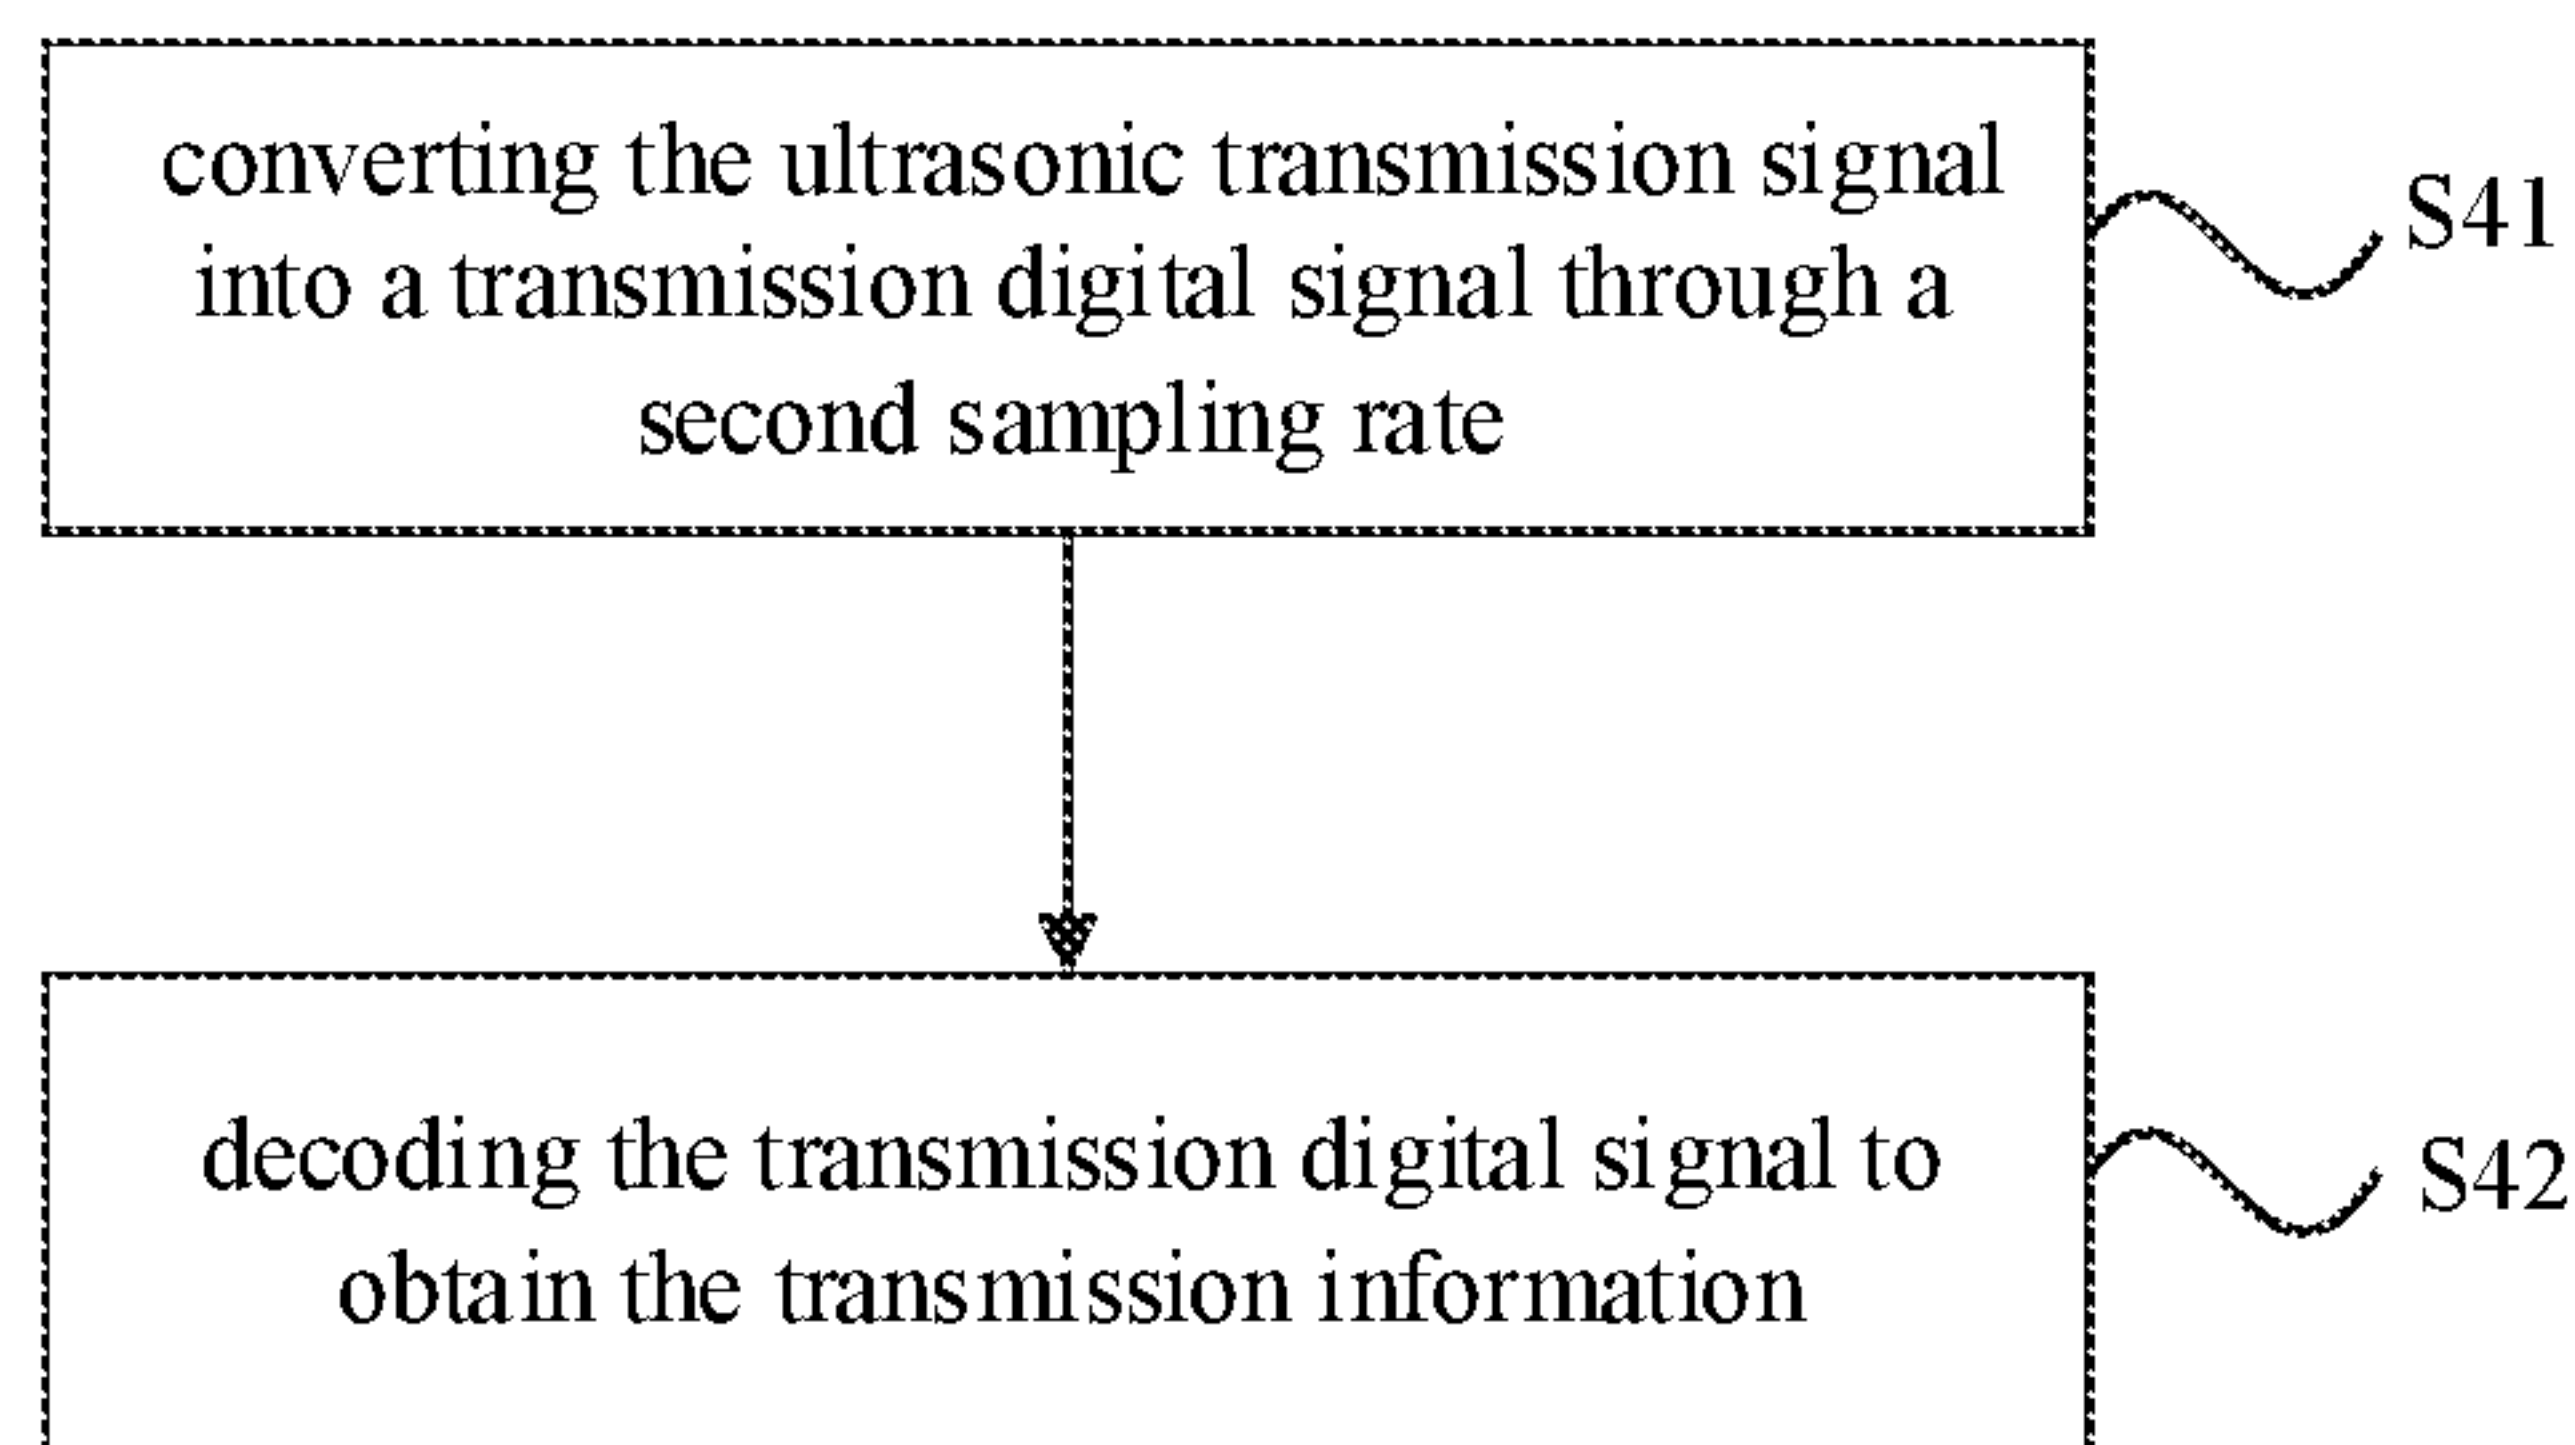 converting the ultrasonic transmission signal
into a transmission digital signal through a
second sampling rate
S41
decoding the transmission digital signal to
obtain the transmission information
S42